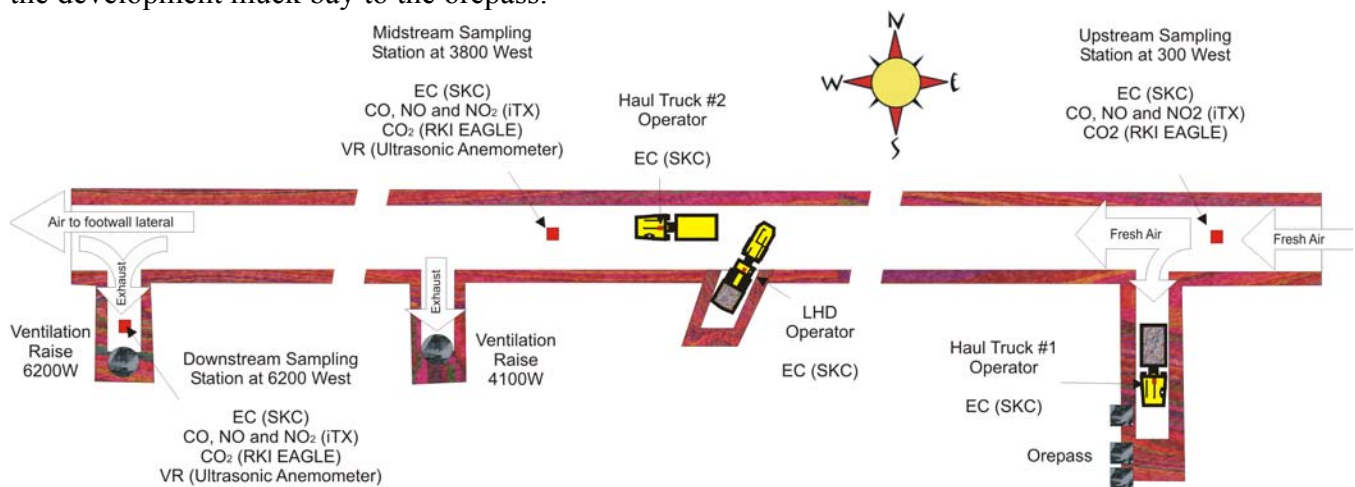 the development muck bay to the orepass.
Midstream Sampling
Station at 3800 West
EC (SKC)
CO, NO and NO₂ (iTX)
CO₂ (RKI EAGLE)
VR (Ultrasonic Anemometer)
Haul Truck #2
Operator
EC (SKC)
N
W
E
S
Upstream Sampling
Station at 300 West
EC (SKC)
CO, NO and NO2 (iTX)
CO2 (RKI EAGLE)
Air to footwall lateral
Exhaust
Ventilation
Raise
6200W
Downstream Sampling
Station at 6200 West
EC (SKC)
CO, NO and NO₂ (iTX)
CO₂ (RKI EAGLE)
VR (Ultrasonic Anemometer)
Exhaust
Ventilation
Raise
4100W
LHD
Operator
EC (SKC)
Fresh Air
Fresh Air
Haul Truck #1
Operator
EC (SKC)
Orepass